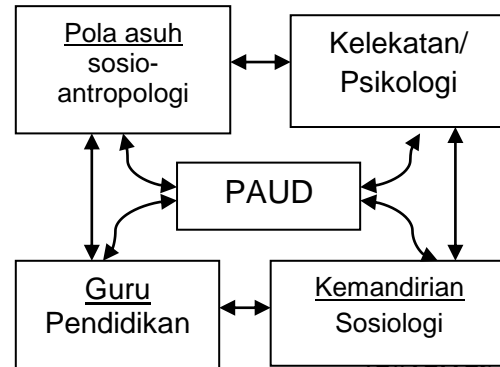 Pola asuh
sosio-
antropologi
Kelekatan/
Psikologi
PAUD
Guru
Pendidikan
Kemandirian
Sosiologi